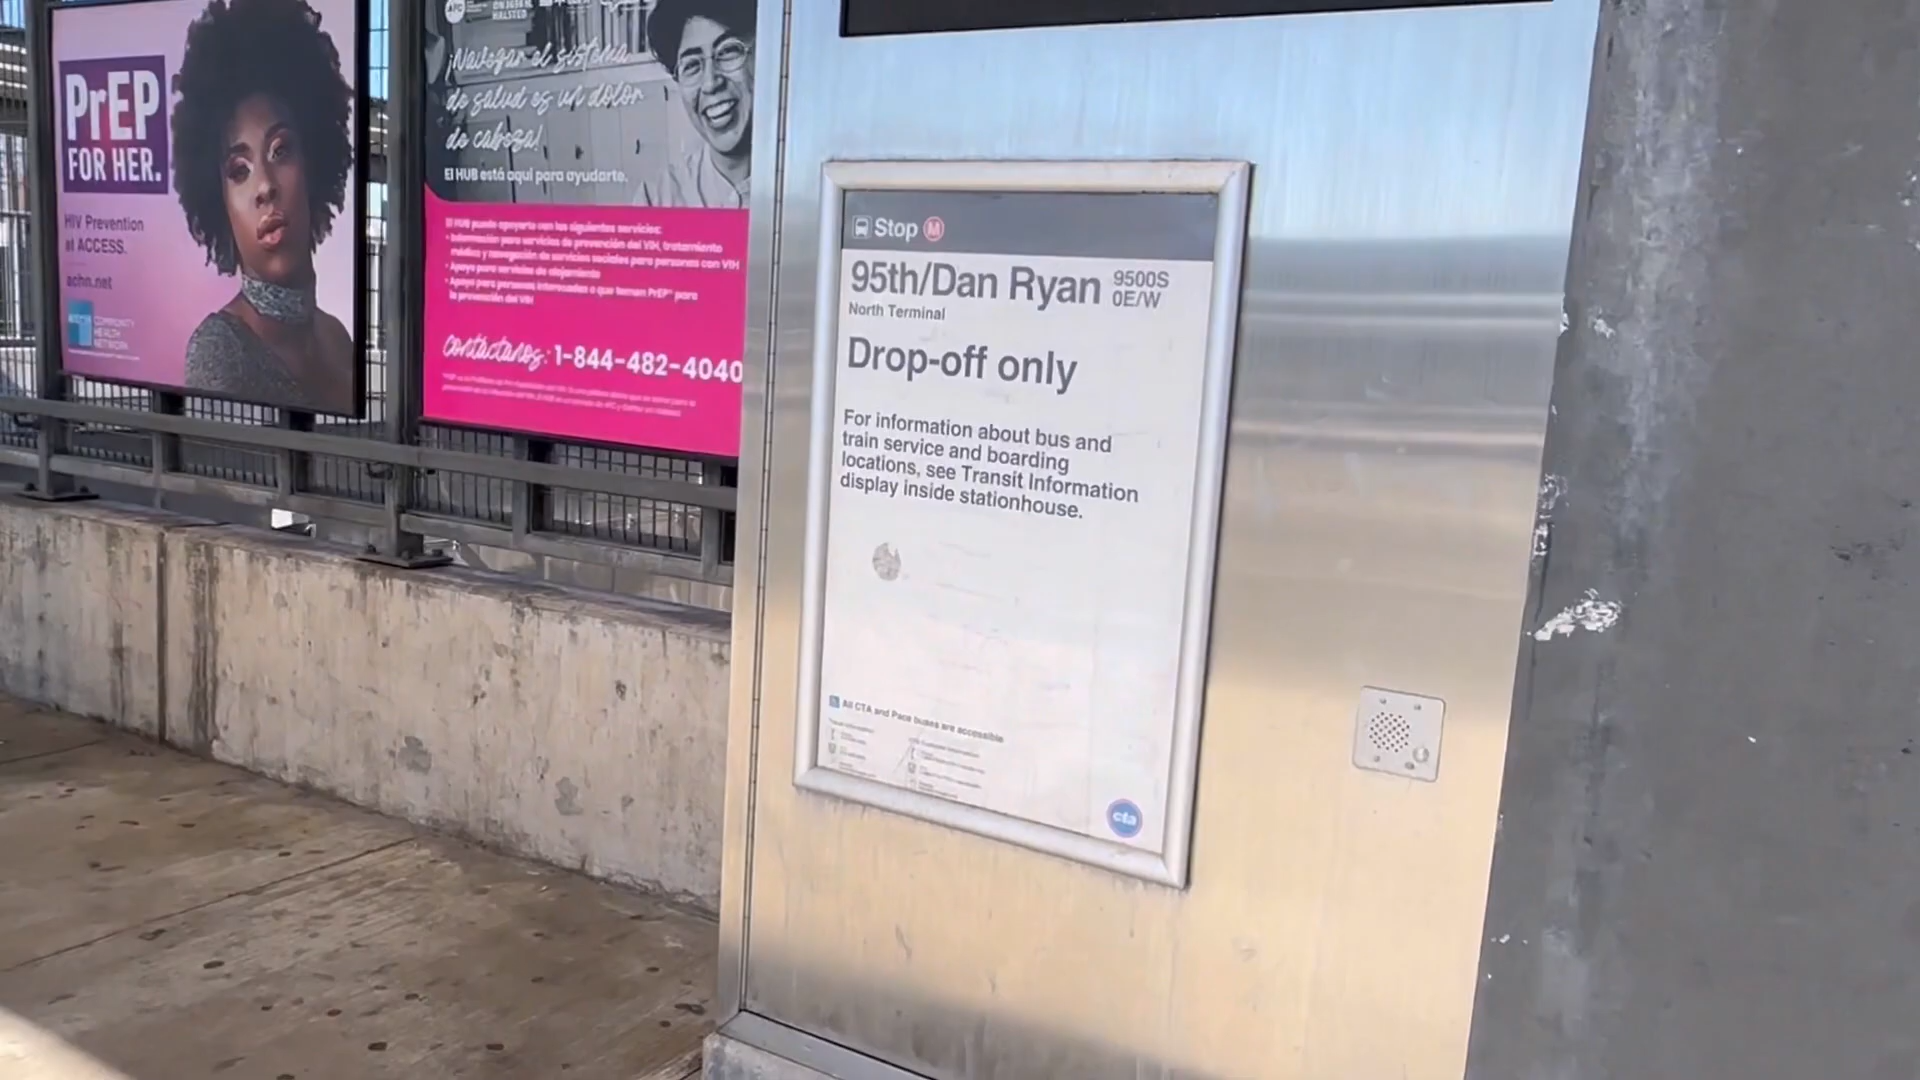 PrEP
FOR HER.
HIV Prevention
at ACCESS.
achn.net
COMMUNITY
HEALTH
NETWORK
HALSTED
¡Navegar el sistema
de salud es un dolor
de cabeza!
El HUB está aquí para ayudarte.
El HUB puede apoyarte con los siguientes servicios:
• Información para servicios de prevención del VIH, tratamiento
médico y navegación de servicios sociales para personas con VIH
• Apoyo para servicios de alojamiento
• Apoyo para personas interesadas o que toman PrEP* para
la prevención del VIH
Contáctanos: 1-844-482-4040
Stop M
95th/Dan Ryan 9500S
0E/W
North Terminal
Drop-off only
For information about bus and
train service and boarding
locations, see Transit Information
display inside stationhouse.
All CTA and Pace buses are accessible
cta